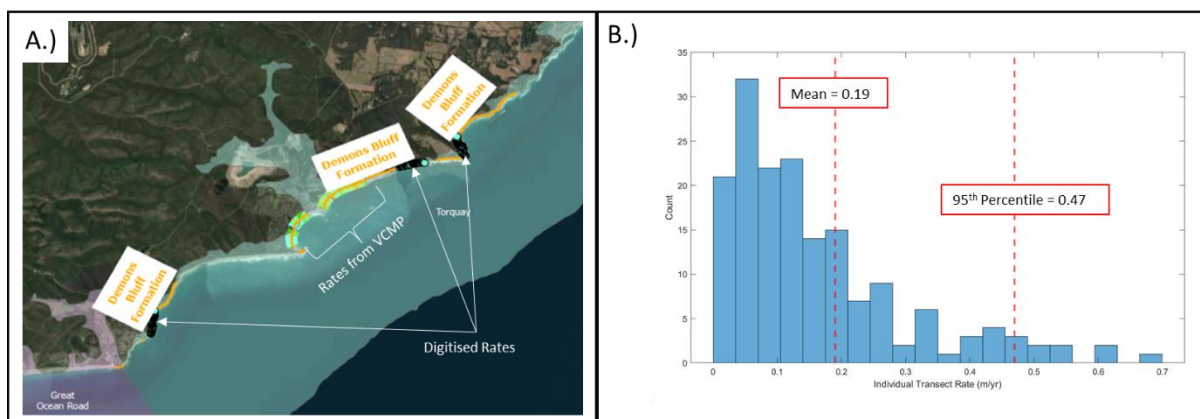 A.)
Demons
Bluff
Formation
Demons Bluff
Formation
Torquay
Rates from VCMP
Demons
Bluff
Formation
Digitised Rates
Great
Ocean Road
B.)
35
30
25
20
15
10
5
0
Count
Mean = 0.19
95th Percentile = 0.47
0
0.1
0.2
0.3
0.4
0.5
0.6
0.7
Individual Transect Rate (m/yr)